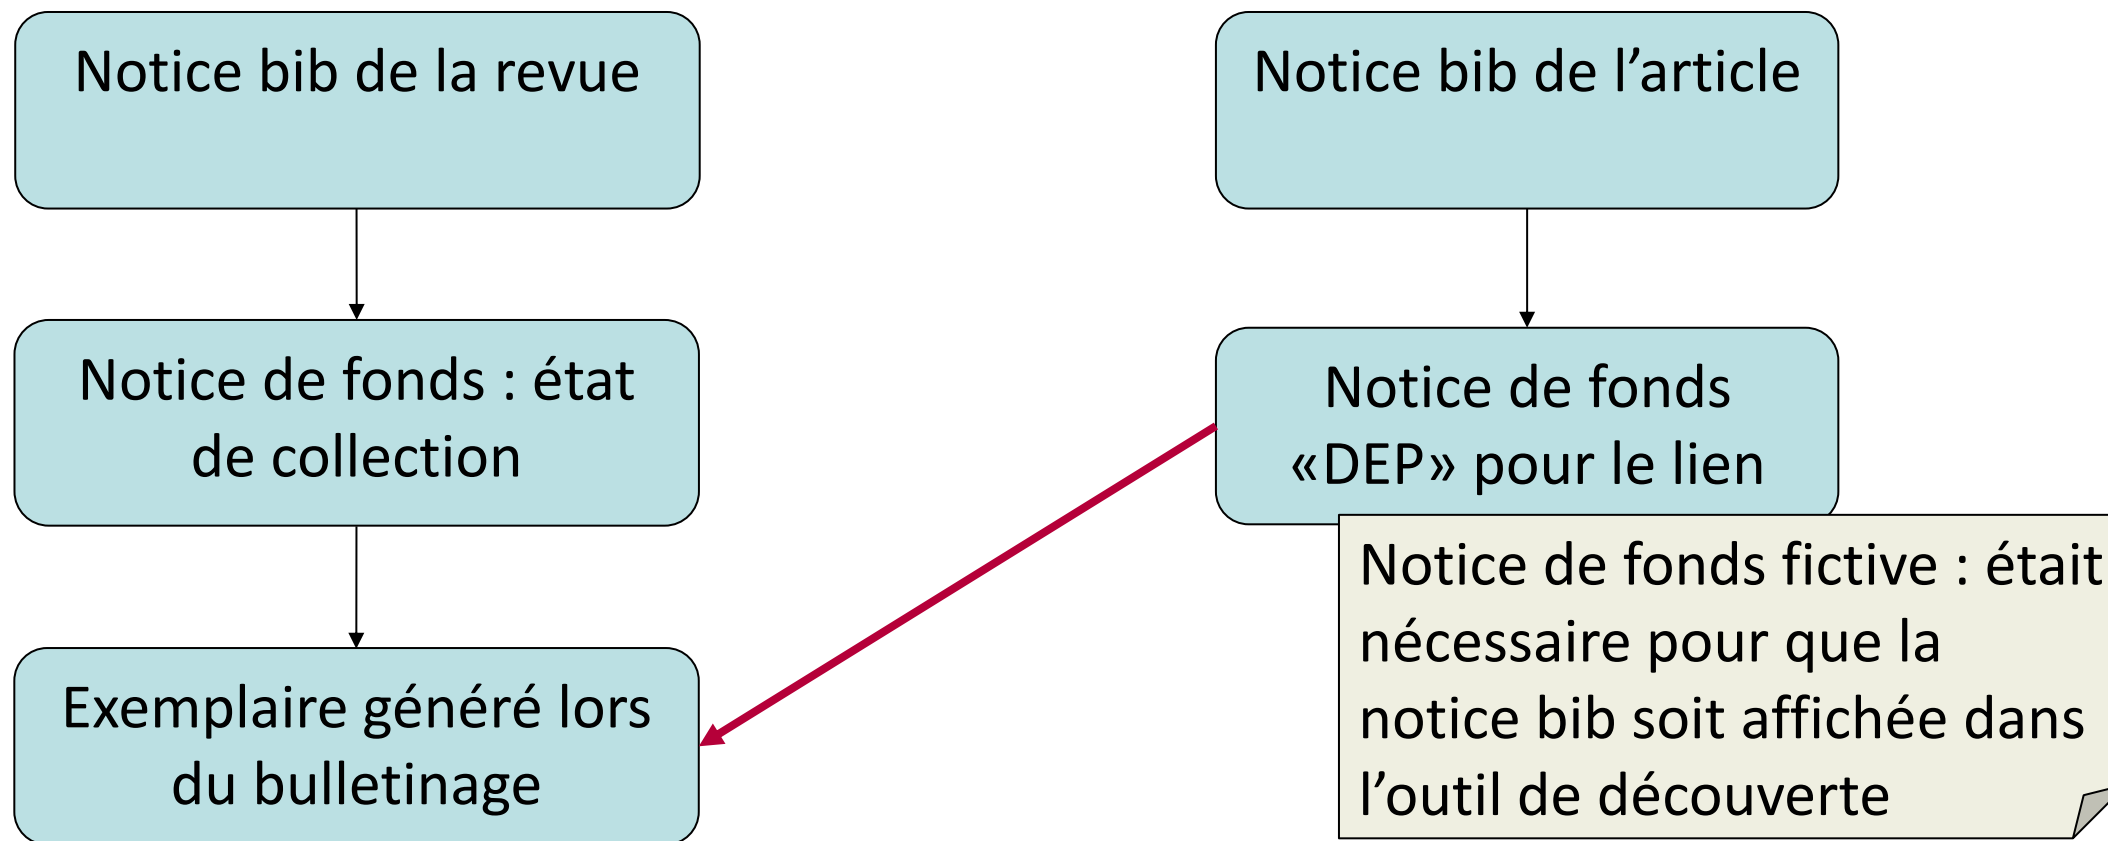 Notice bib de la revue
Notice de fonds : état
de collection
Exemplaire généré lors
du bulletinage
Notice bib de l’article
Notice de fonds
«DEP» pour le lien
Notice de fonds fictive : était
nécessaire pour que la
notice bib soit affichée dans
l’outil de découverte